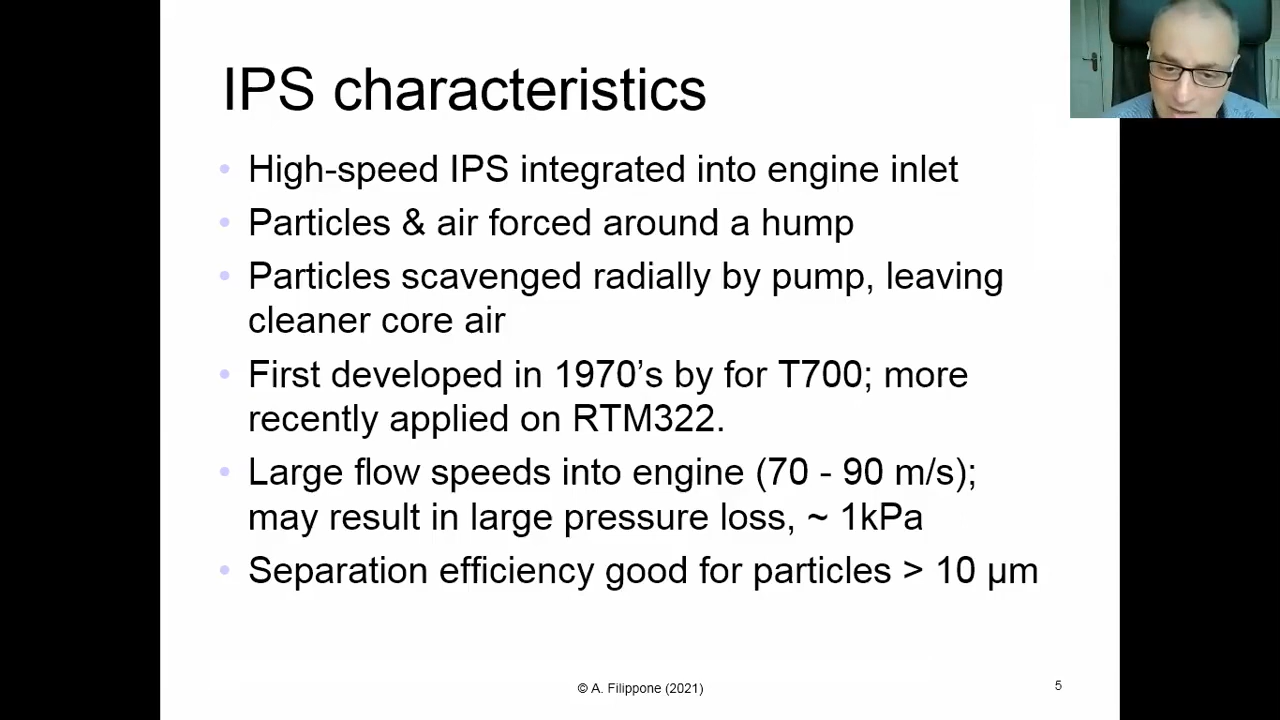 IPS characteristics
• High-speed IPS integrated into engine inlet
• Particles & air forced around a hump
• Particles scavenged radially by pump, leaving
cleaner core air
• First developed in 1970’s by for T700; more
recently applied on RTM322.
• Large flow speeds into engine (70 - 90 m/s);
may result in large pressure loss, ~ 1kPa
• Separation efficiency good for particles > 10 μm
© A. Filippone (2021)
5